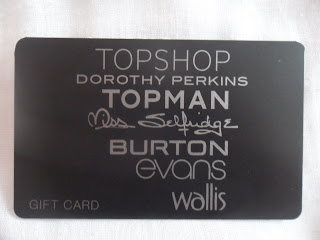 TOPSHOP
DOROTHY PERKINS
TOPMAN
Miss Selfridge
BURTON
evans
wallis
GIFT CARD